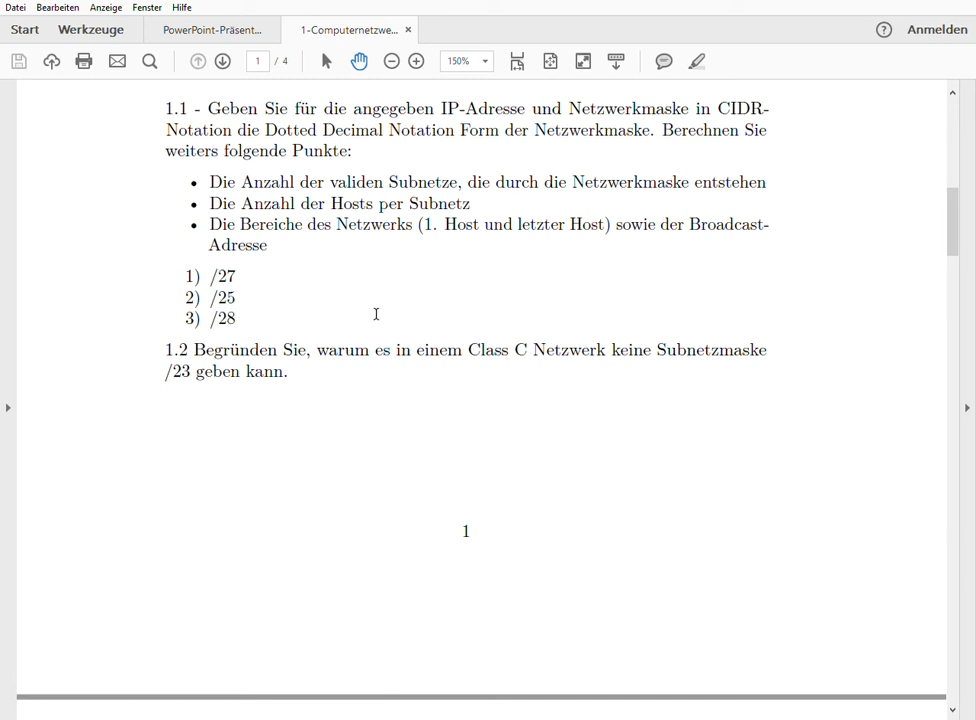 Datei Bearbeiten Anzeige Fenster Hilfe
Start Werkzeuge PowerPoint-Präsent... 1-Computernetzwe... × ? Anmelden
1 / 4 150%
1.1 - Geben Sie für die angegeben IP-Adresse und Netzwerkmaske in CIDR-
Notation die Dotted Decimal Notation Form der Netzwerkmaske. Berechnen Sie
weiters folgende Punkte:
• Die Anzahl der validen Subnetze, die durch die Netzwerkmaske entstehen
• Die Anzahl der Hosts per Subnetz
• Die Bereiche des Netzwerks (1. Host und letzter Host) sowie der Broadcast-
Adresse
1) /27
2) /25
3) /28
1.2 Begründen Sie, warum es in einem Class C Netzwerk keine Subnetzmaske
/23 geben kann.
1